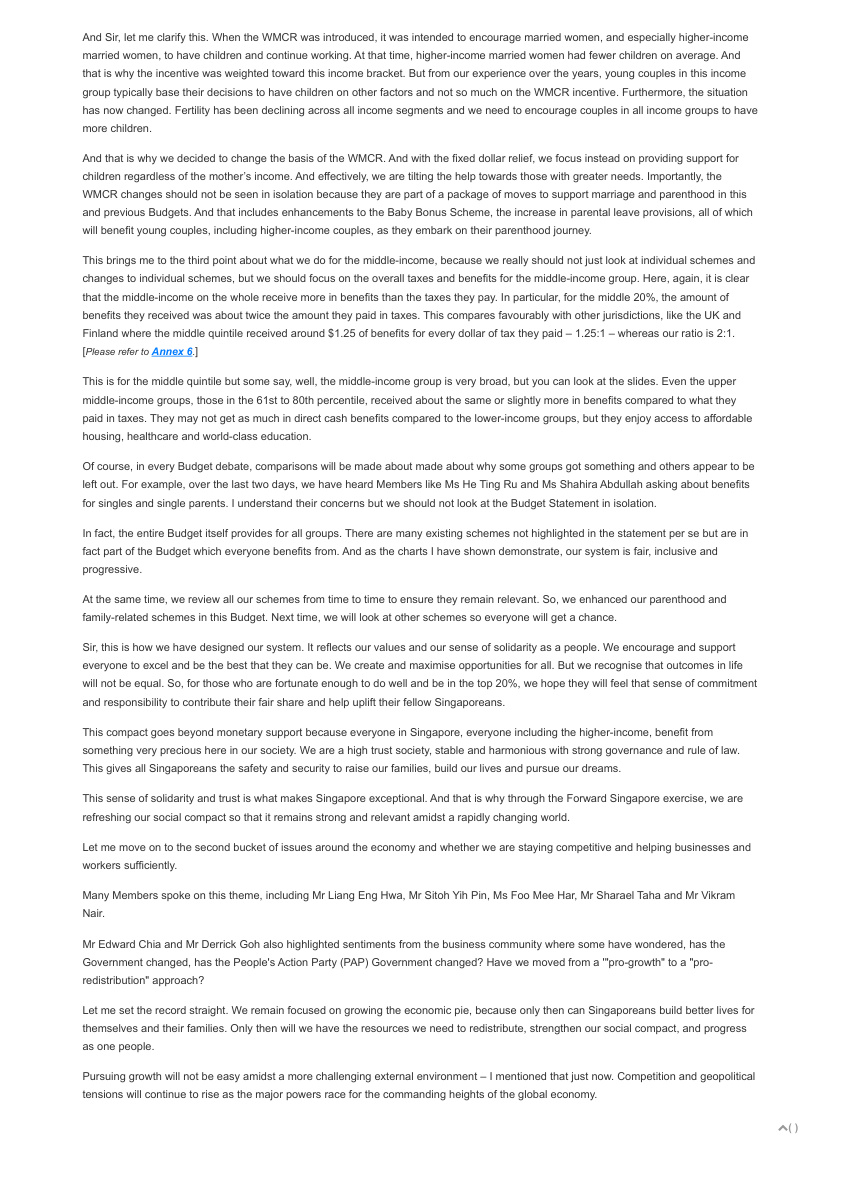 And Sir, let me clarify this. When the WMCR was introduced, it was intended to encourage married women, and especially higher-income
married women, to have children and continue working. At that time, higher-income married women had fewer children on average. And
that is why the incentive was weighted toward this income bracket. But from our experience over the years, young couples in this income
group typically base their decisions to have children on other factors and not so much on the WMCR incentive. Furthermore, the situation
has now changed. Fertility has been declining across all income segments and we need to encourage couples in all income groups to have
more children.
And that is why we decided to change the basis of the WMCR. And with the fixed dollar relief, we focus instead on providing support for
children regardless of the mother's income. And effectively, we are tilting the help towards those with greater needs. Importantly, the
WMCR changes should not be seen in isolation because they are part of a package of moves to support marriage and parenthood in this
and previous Budgets. And that includes enhancements to the Baby Bonus Scheme, the increase in parental leave provisions, all of which
will benefit young couples, including higher-income couples, as they embark on their parenthood journey.
This brings me to the third point about what we do for the middle-income, because we really should not just look at individual schemes and
changes to individual schemes, but we should focus on the overall taxes and benefits for the middle-income group. Here, again, it is clear
that the middle-income on the whole receive more in benefits than the taxes they pay. In particular, for the middle 20%, the amount of
benefits they received was about twice the amount they paid in taxes. This compares favourably with other jurisdictions, like the UK and
Finland where the middle quintile received around $1.25 of benefits for every dollar of tax they paid – 1.25:1 – whereas our ratio is 2:1.
[Please refer to Annex 6.]
This is for the middle quintile but some say, well, the middle-income group is very broad, but you can look at the slides. Even the upper
middle-income groups, those in the 61st to 80th percentile, received about the same or slightly more in benefits compared to what they
paid in taxes. They may not get as much in direct cash benefits compared to the lower-income groups, but they enjoy access to affordable
housing, healthcare and world-class education.
Of course, in every Budget debate, comparisons will be made about made about why some groups got something and others appear to be
left out. For example, over the last two days, we have heard Members like Ms He Ting Ru and Ms Shahira Abdullah asking about benefits
for singles and single parents. I understand their concerns but we should not look at the Budget Statement in isolation.
In fact, the entire Budget itself provides for all groups. There are many existing schemes not highlighted in the statement per se but are in
fact part of the Budget which everyone benefits from. And as the charts I have shown demonstrate, our system is fair, inclusive and
progressive.
At the same time, we review all our schemes from time to time to ensure they remain relevant. So, we enhanced our parenthood and
family-related schemes in this Budget. Next time, we will look at other schemes so everyone will get a chance.
Sir, this is how we have designed our system. It reflects our values and our sense of solidarity as a people. We encourage and support
everyone to excel and be the best that they can be. We create and maximise opportunities for all. But we recognise that outcomes in life
will not be equal. So, for those who are fortunate enough to do well and be in the top 20%, we hope they will feel that sense of commitment
and responsibility to contribute their fair share and help uplift their fellow Singaporeans.
This compact goes beyond monetary support because everyone in Singapore, everyone including the higher-income, benefit from
something very precious here in our society. We are a high trust society, stable and harmonious with strong governance and rule of law.
This gives all Singaporeans the safety and security to raise our families, build our lives and pursue our dreams.
This sense of solidarity and trust is what makes Singapore exceptional. And that is why through the Forward Singapore exercise, we are
refreshing our social compact so that it remains strong and relevant amidst a rapidly changing world.
Let me move on to the second bucket of issues around the economy and whether we are staying competitive and helping businesses and
workers sufficiently.
Many Members spoke on this theme, including Mr Liang Eng Hwa, Mr Sitoh Yih Pin, Ms Foo Mee Har, Mr Sharael Taha and Mr Vikram
Nair.
Mr Edward Chia and Mr Derrick Goh also highlighted sentiments from the business community where some have wondered, has the
Government changed, has the People's Action Party (PAP) Government changed? Have we moved from a '"pro-growth" to a "pro-
redistribution" approach?
Let me set the record straight. We remain focused on growing the economic pie, because only then can Singaporeans build better lives for
themselves and their families. Only then will we have the resources we need to redistribute, strengthen our social compact, and progress
as one people.
Pursuing growth will not be easy amidst a more challenging external environment – I mentioned that just now. Competition and geopolitical
tensions will continue to rise as the major powers race for the commanding heights of the global economy.
( )